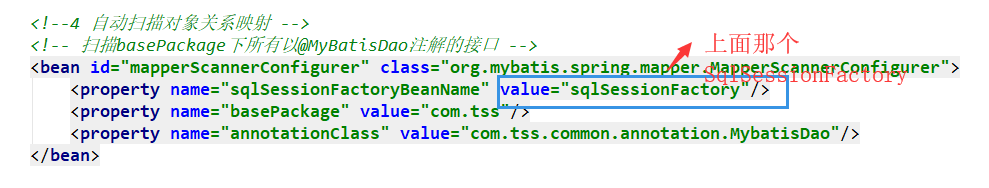 <!--4 自动扫描对象关系映射 -->
<!-- 扫描basePackage下所有以@MyBatisDao注解的接口 -->
<bean id="mapperScannerConfigurer" class="org.mybatis.spring.mapper.MapperScannerConfigurer">
<property name="sqlSessionFactoryBeanName" value="sqlSessionFactory"/>
<property name="basePackage" value="com.tss"/>
<property name="annotationClass" value="com.tss.common.annotation.MybatisDao"/>
</bean>
上面那个
SqlSessionFactory